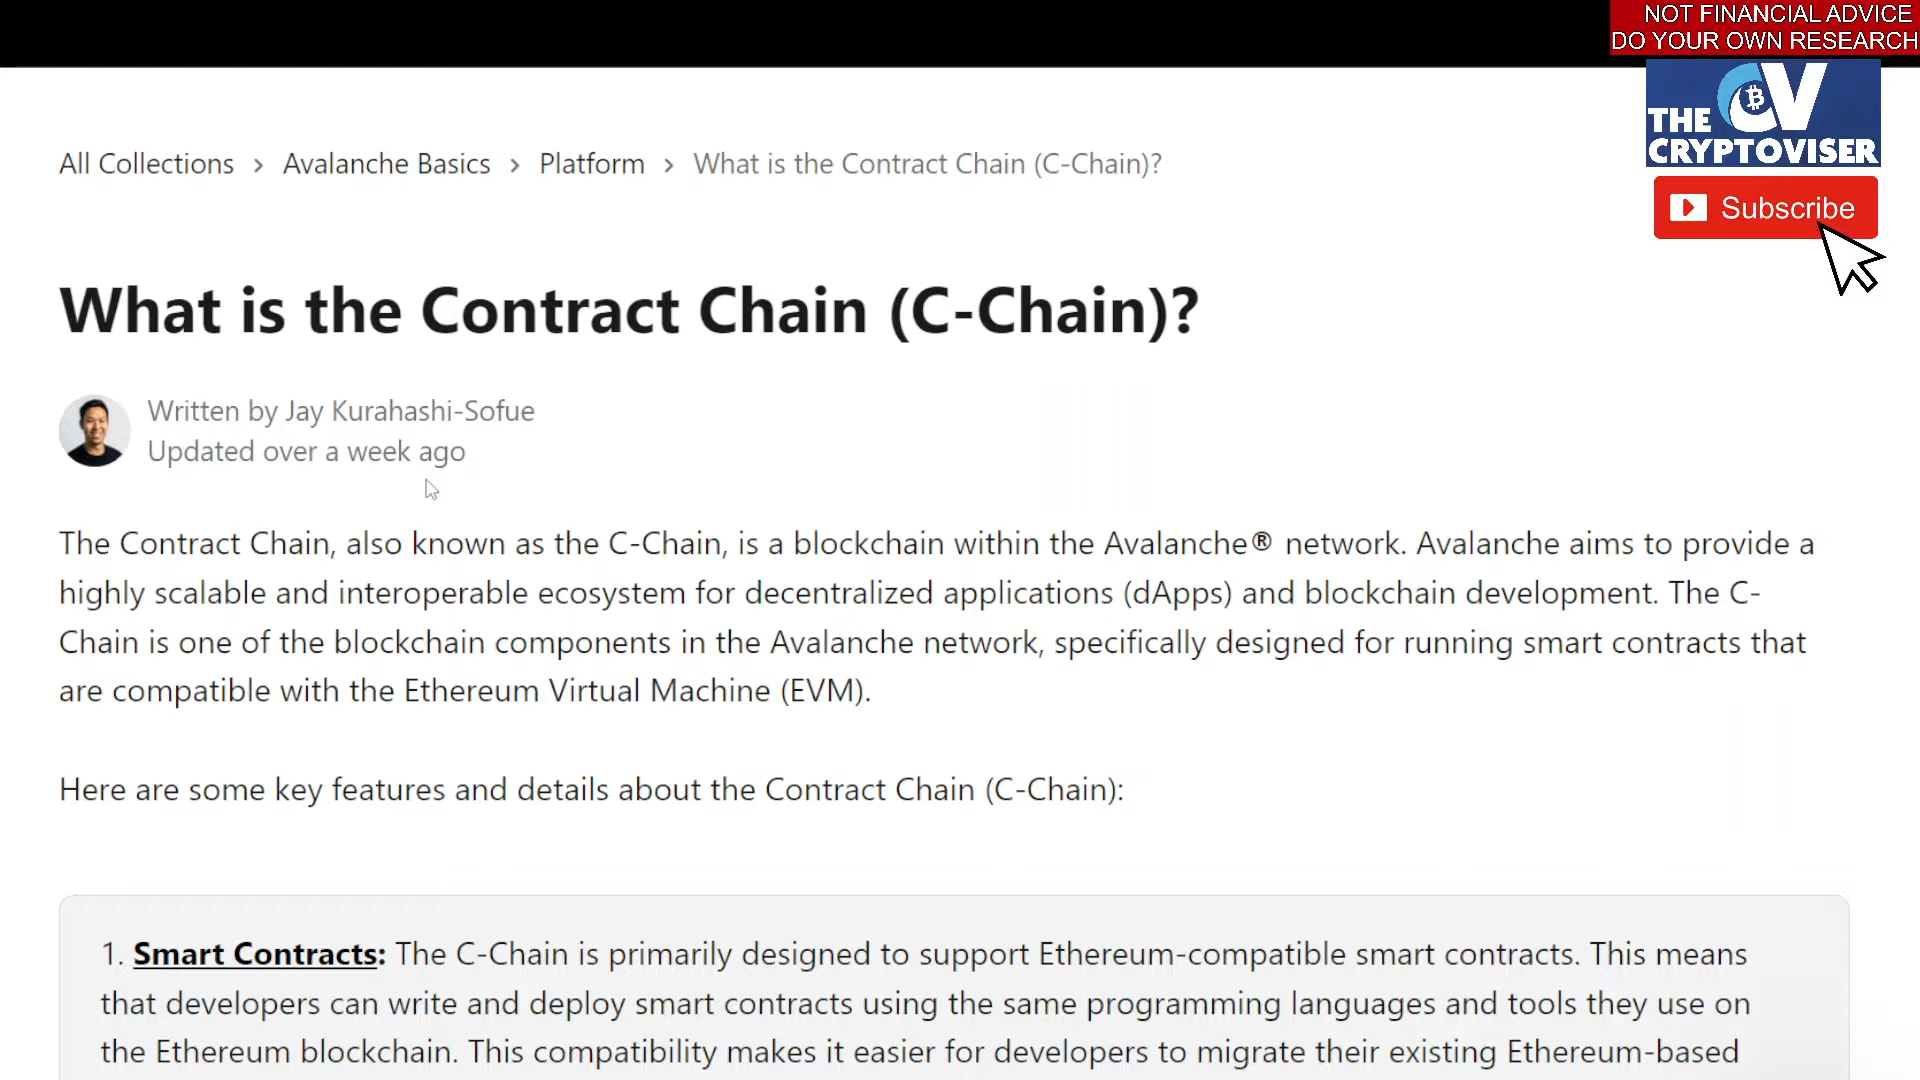 NOT FINANCIAL ADVICE
DO YOUR OWN RESEARCH
THE CV
CRYPTOVISER
Subscribe
All Collections > Avalanche Basics > Platform > What is the Contract Chain (C-Chain)?
What is the Contract Chain (C-Chain)?
Written by Jay Kurahashi-Sofue
Updated over a week ago
The Contract Chain, also known as the C-Chain, is a blockchain within the Avalanche® network. Avalanche aims to provide a
highly scalable and interoperable ecosystem for decentralized applications (dApps) and blockchain development. The C-
Chain is one of the blockchain components in the Avalanche network, specifically designed for running smart contracts that
are compatible with the Ethereum Virtual Machine (EVM).
Here are some key features and details about the Contract Chain (C-Chain):
1. Smart Contracts: The C-Chain is primarily designed to support Ethereum-compatible smart contracts. This means
that developers can write and deploy smart contracts using the same programming languages and tools they use on
the Ethereum blockchain. This compatibility makes it easier for developers to migrate their existing Ethereum-based